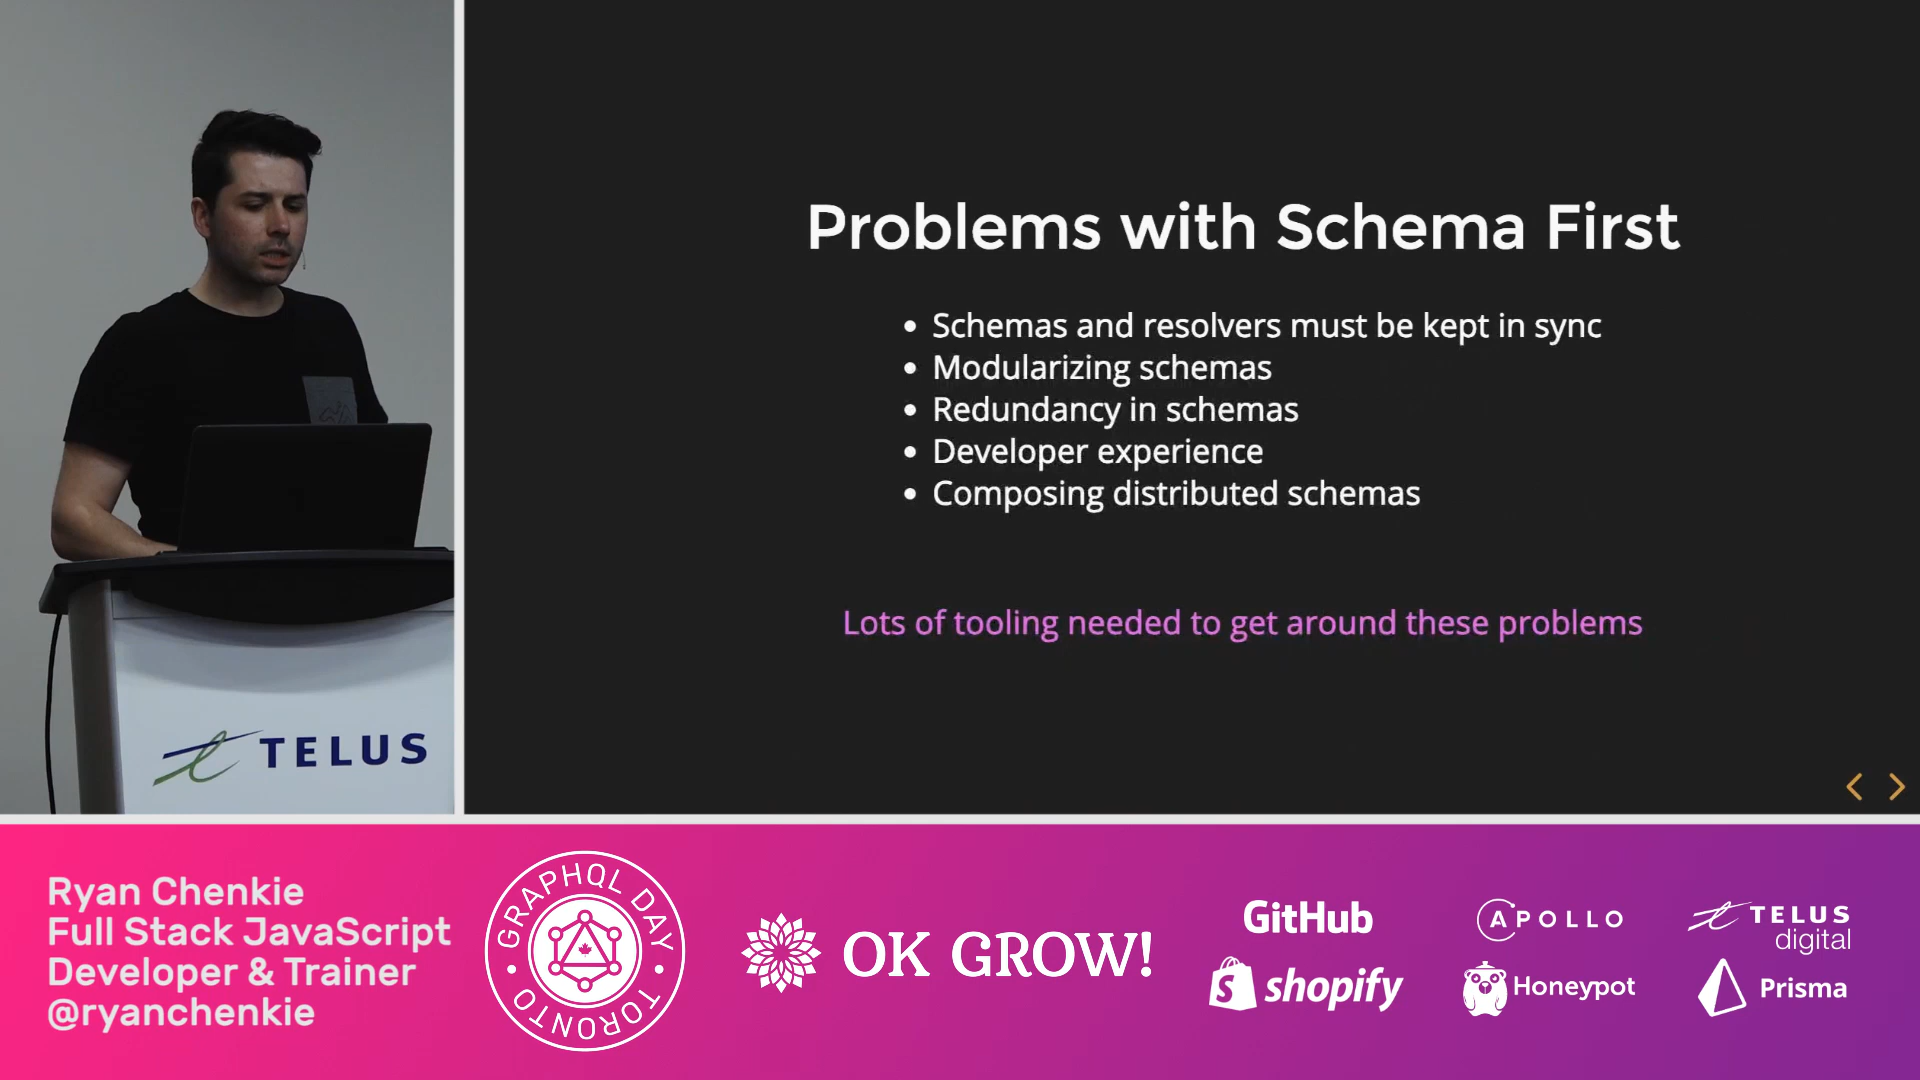 Problems with Schema First
Schemas and resolvers must be kept in sync
Modularizing schemas
Redundancy in schemas
Developer experience
Composing distributed schemas
Lots of tooling needed to get around these problems
TELUS
Ryan Chenkie
Full Stack JavaScript
Developer & Trainer
@ryanchenkie
GRAPHQL DAY
TORONTO
OK GROW!
GitHub
APOLLO
TELUS
digital
shopify
Honeypot
Prisma